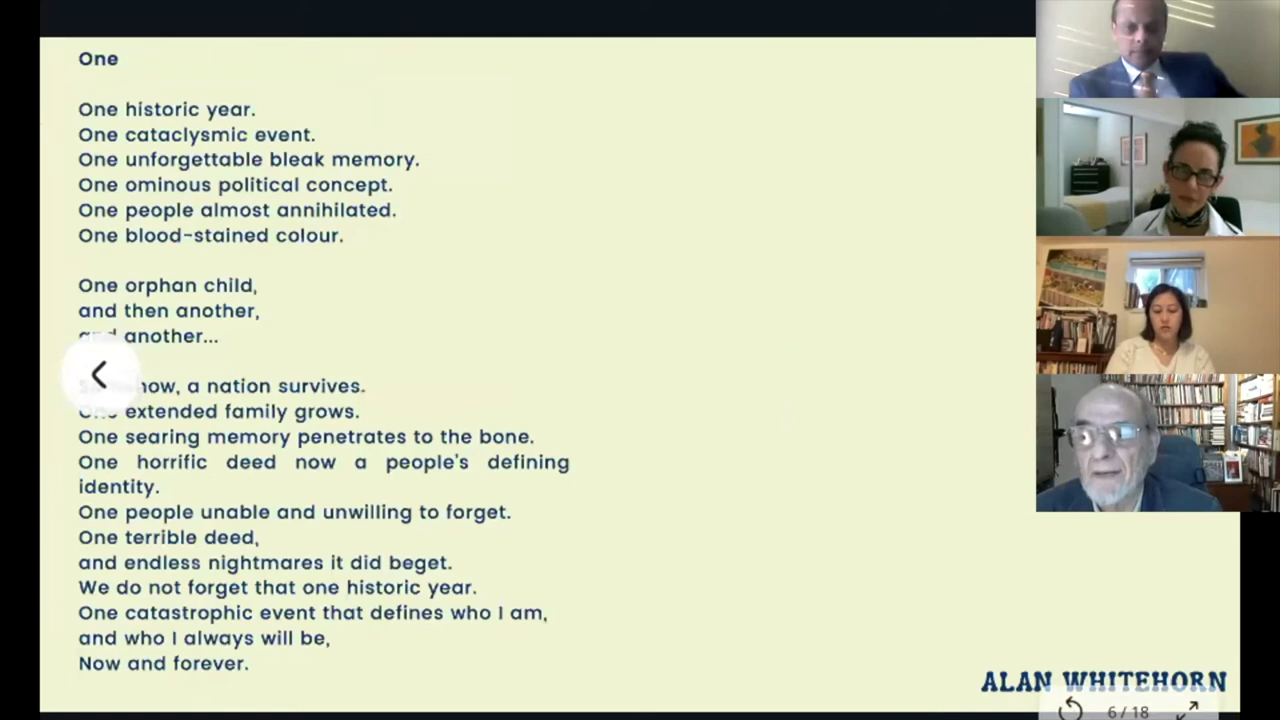 One
One historic year.
One cataclysmic event.
One unforgettable bleak memory.
One ominous political concept.
One people almost annihilated.
One blood-stained colour.
One orphan child,
and then another,
and another...
now, a nation survives.
One extended family grows.
One searing memory penetrates to the bone.
One horrific deed now a people's defining
identity.
One people unable and unwilling to forget.
One terrible deed,
and endless nightmares it did beget.
We do not forget that one historic year.
One catastrophic event that defines who I am,
and who I always will be,
Now and forever.
ALAN WHITEHORN
6 / 18